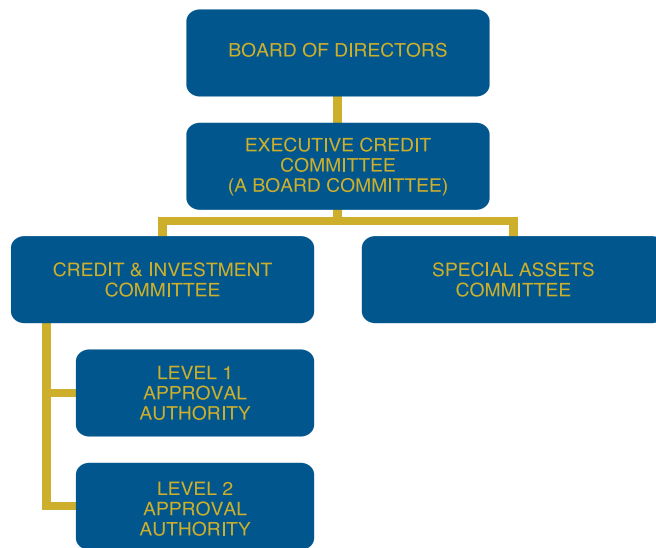 BOARD OF DIRECTORS
EXECUTIVE CREDIT
COMMITTEE
(A BOARD COMMITTEE)
CREDIT & INVESTMENT
COMMITTEE
SPECIAL ASSETS
COMMITTEE
LEVEL 1
APPROVAL
AUTHORITY
LEVEL 2
APPROVAL
AUTHORITY